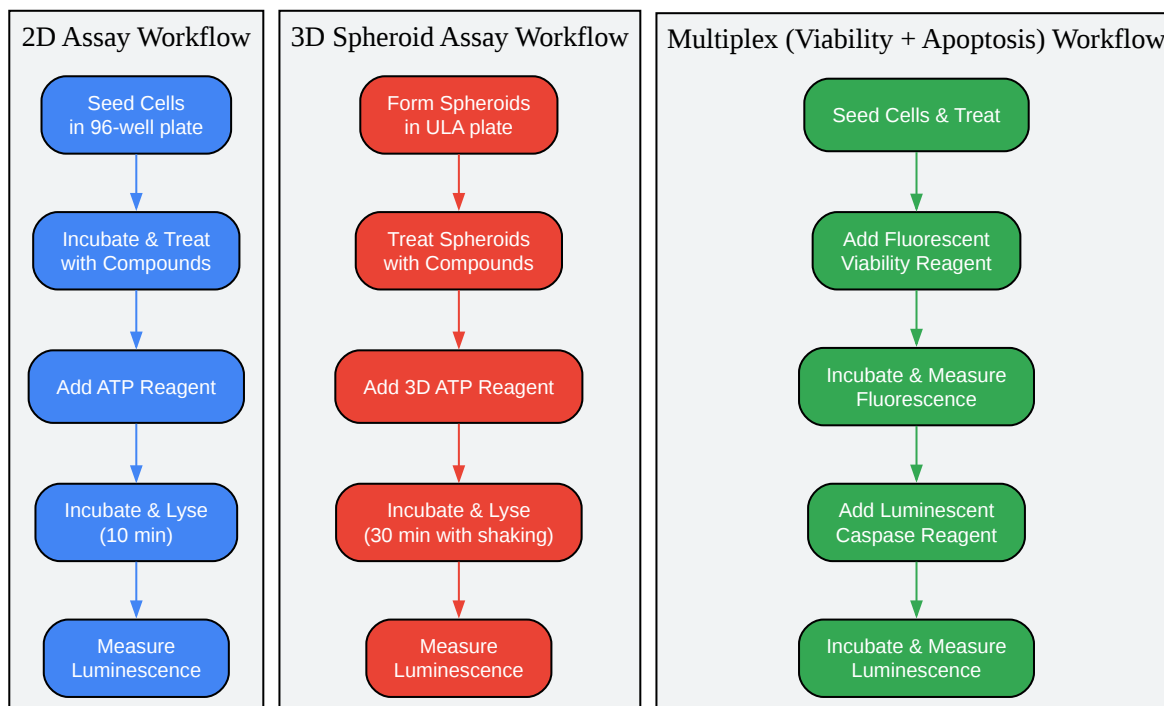 2D Assay Workflow
Seed Cells
in 96-well plate
Incubate & Treat
with Compounds
Add ATP Reagent
Incubate & Lyse
(10 min)
Measure
Luminescence
3D Spheroid Assay Workflow
Form Spheroids
in ULA plate
Treat Spheroids
with Compounds
Add 3D ATP Reagent
Incubate & Lyse
(30 min with shaking)
Measure
Luminescence
Multiplex (Viability + Apoptosis) Workflow
Seed Cells & Treat
Add Fluorescent
Viability Reagent
Incubate & Measure
Fluorescence
Add Luminescent
Caspase Reagent
Incubate & Measure
Luminescence